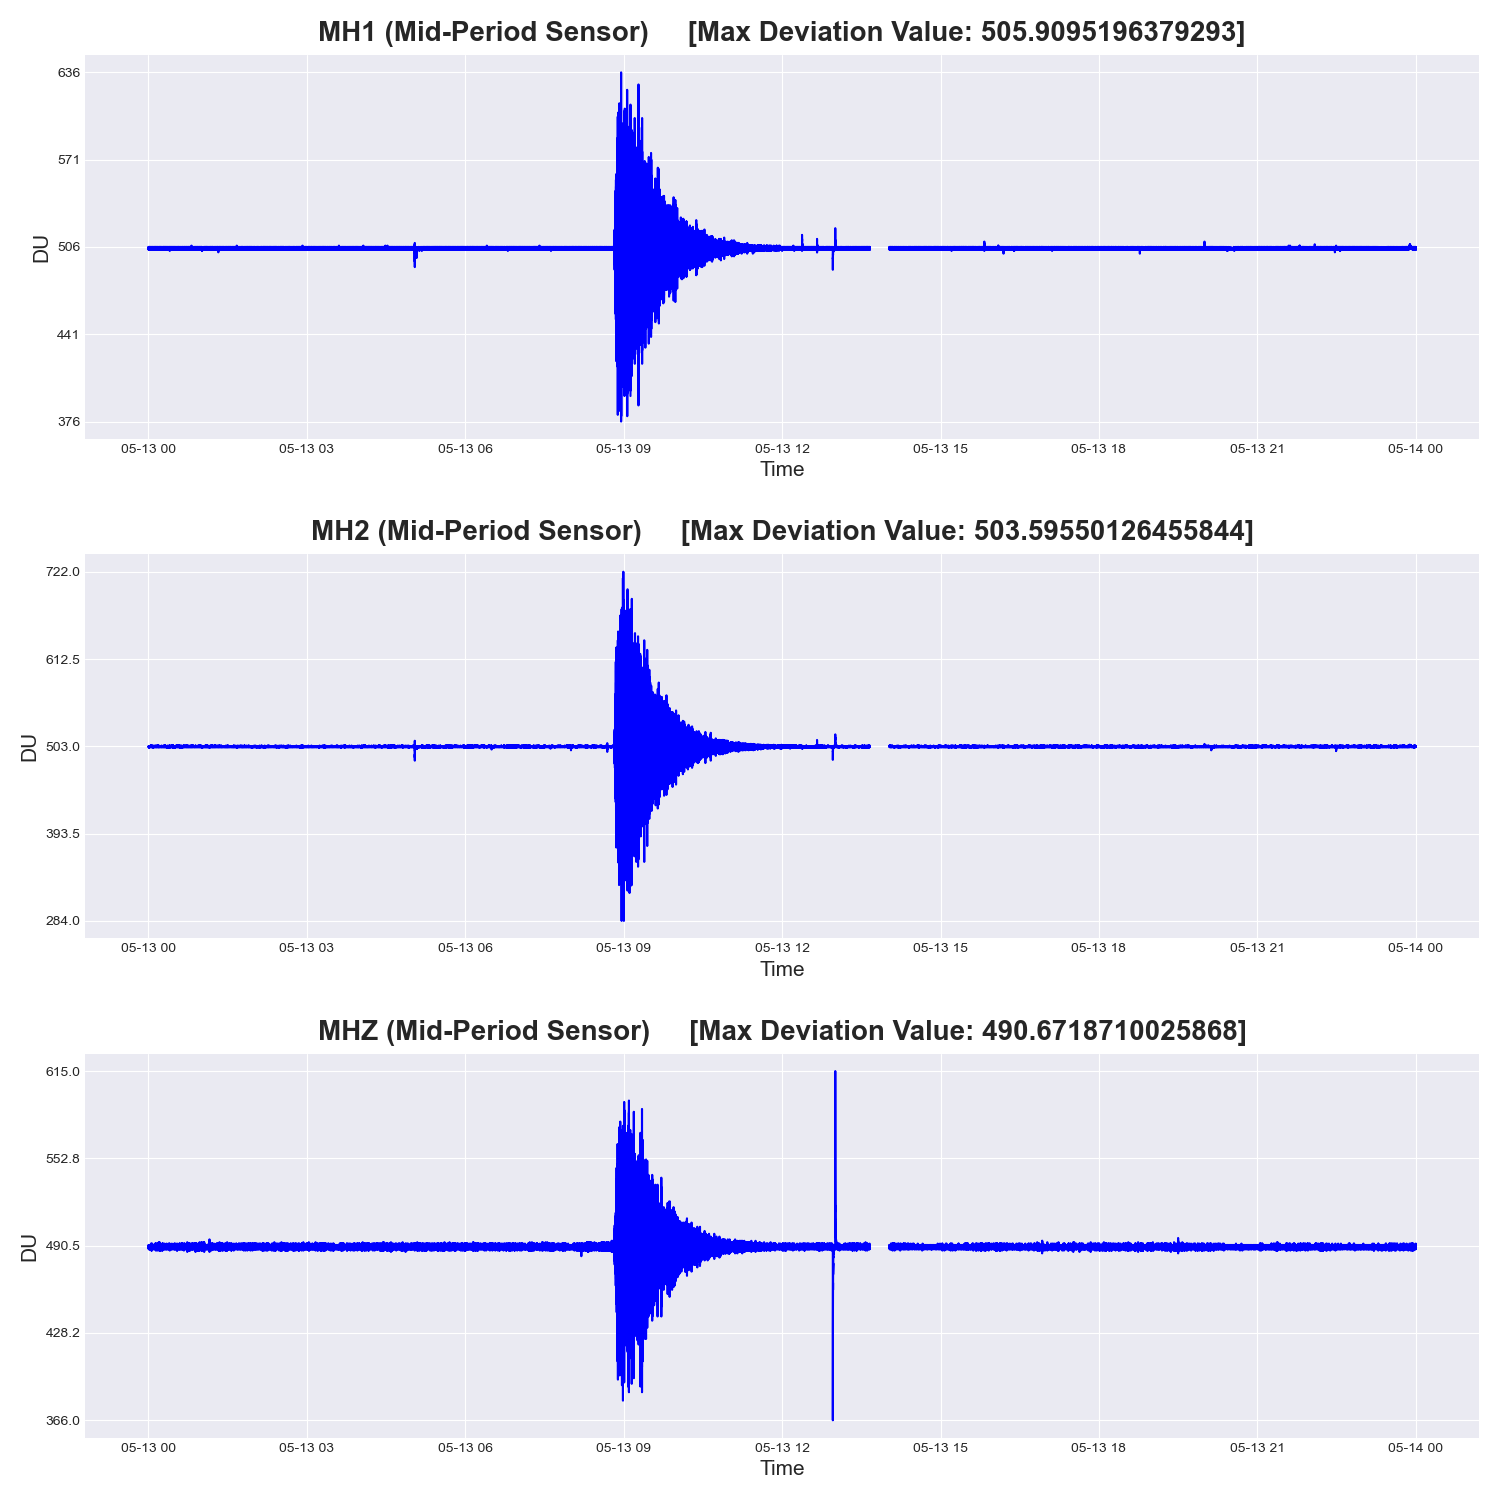 MH1 (Mid-Period Sensor) [Max Deviation Value: 505.9095196379293]
636
571
506
441
376
DU
05-13 00 05-13 03 05-13 06 05-13 09 05-13 12 05-13 15 05-13 18 05-13 21 05-14 00
Time
MH2 (Mid-Period Sensor) [Max Deviation Value: 503.59550126455844]
722.0
612.5
503.0
393.5
284.0
DU
05-13 00 05-13 03 05-13 06 05-13 09 05-13 12 05-13 15 05-13 18 05-13 21 05-14 00
Time
MHZ (Mid-Period Sensor) [Max Deviation Value: 490.6718710025868]
615.0
552.8
490.5
428.2
366.0
DU
05-13 00 05-13 03 05-13 06 05-13 09 05-13 12 05-13 15 05-13 18 05-13 21 05-14 00
Time